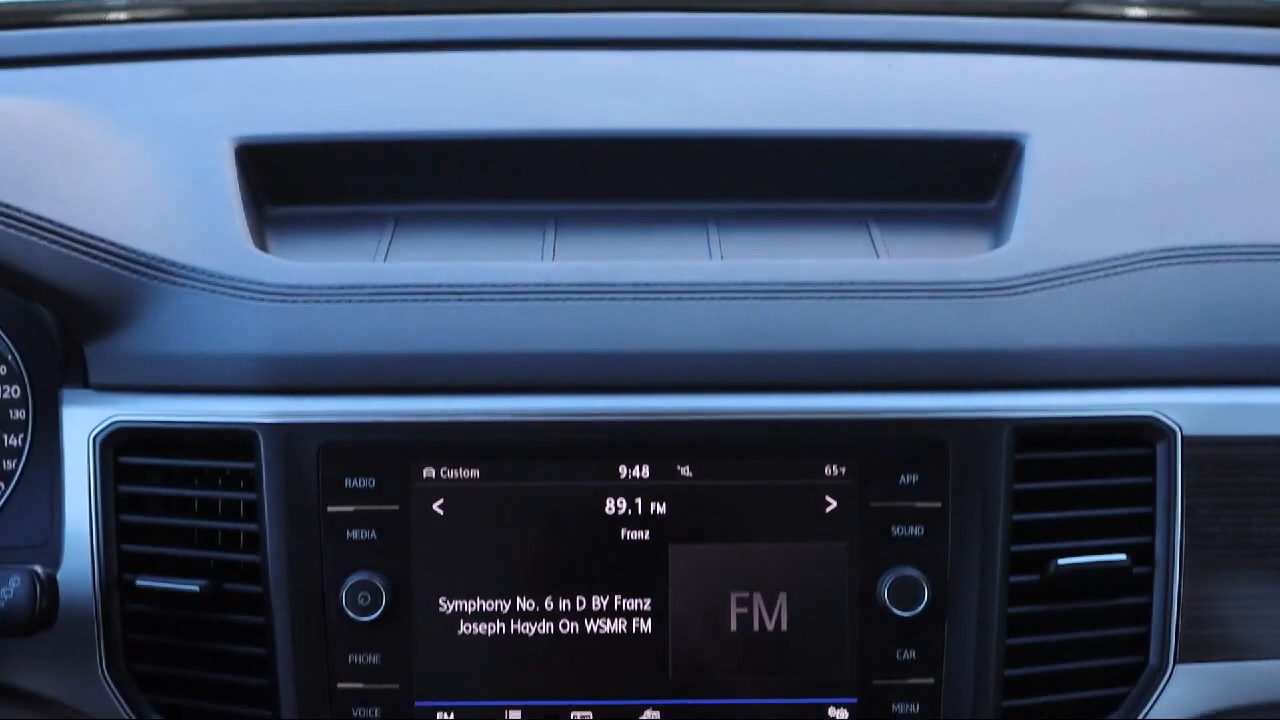 120
130
140
150
RADIO
MEDIA
PHONE
VOICE
Custom
9:48
65°F
< 89.1 FM >
Franz
Symphony No. 6 in D BY Franz
Joseph Haydn On WSMR FM
FM
FM
APP
SOUND
CAR
MENU